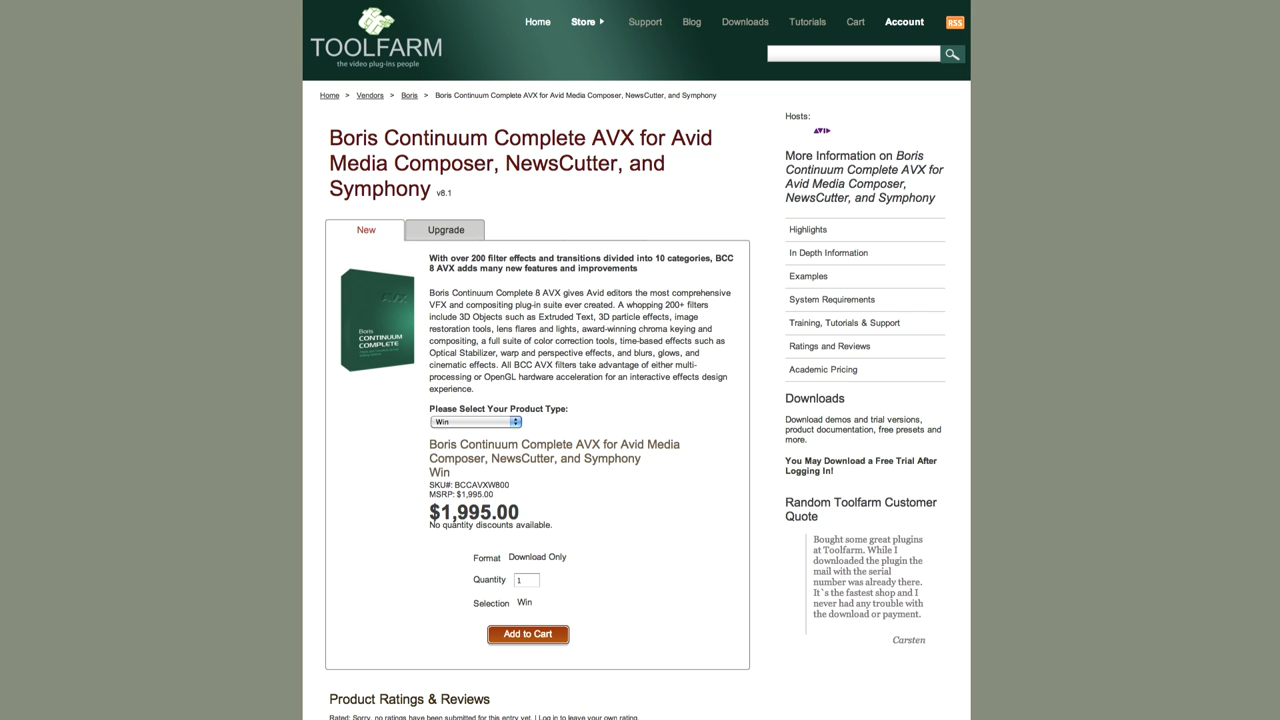 TOOLFARM
the video plug-ins people
Home Store Support Blog Downloads Tutorials Cart Account RSS
Home > Vendors > Boris > Boris Continuum Complete AVX for Avid Media Composer, NewsCutter, and Symphony
Boris Continuum Complete AVX for Avid
Media Composer, NewsCutter, and
Symphony v8.1
New Upgrade
With over 200 filter effects and transitions divided into 10 categories, BCC
8 AVX adds many new features and improvements
Boris Continuum Complete 8 AVX gives Avid editors the most comprehensive
VFX and compositing plug-in suite ever created. A whopping 200+ filters
include 3D Objects such as Extruded Text, 3D particle effects, image
restoration tools, lens flares and lights, award-winning chroma keying and
compositing, a full suite of color correction tools, time-based effects such as
Optical Stabilizer, warp and perspective effects, and blurs, glows, and
cinematic effects. All BCC AVX filters take advantage of either multi-
processing or OpenGL hardware acceleration for an interactive effects design
experience.
AVX
Boris
CONTINUUM
COMPLETE
Please Select Your Product Type:
Win
Boris Continuum Complete AVX for Avid Media
Composer, NewsCutter, and Symphony
Win
SKU#: BCCAVXW800
MSRP: $1,995.00
$1,995.00
No quantity discounts available.
Format Download Only
Quantity 1
Selection Win
Add to Cart
Product Ratings & Reviews
Rated: Sorry, no ratings have been submitted for this entry yet. | Log in to leave your own rating.
Hosts:
AVID
More Information on Boris
Continuum Complete AVX for
Avid Media Composer,
NewsCutter, and Symphony
Highlights
In Depth Information
Examples
System Requirements
Training, Tutorials & Support
Ratings and Reviews
Academic Pricing
Downloads
Download demos and trial versions,
product documentation, free presets and
more.
You May Download a Free Trial After
Logging In!
Random Toolfarm Customer
Quote
Bought some great plugins
at Toolfarm. While I
downloaded the plugin the
mail with the serial
number was already there.
It`s the fastest shop and I
never had any trouble with
the download or payment.
Carsten